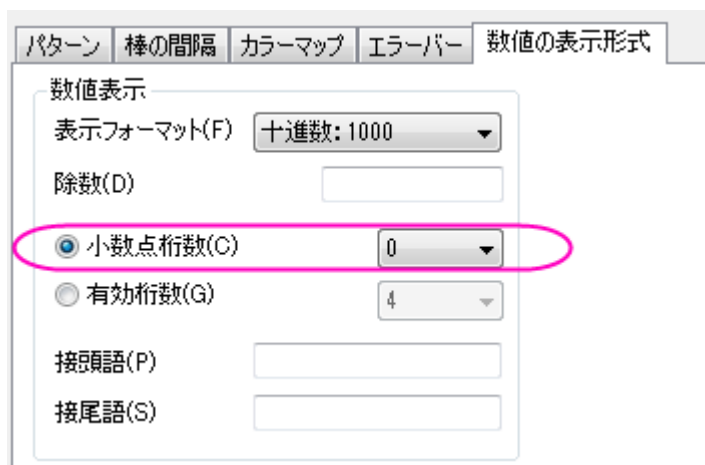 パターン 棒の間隔 カラーマップ エラーバー 数値の表示形式
数値表示
表示フォーマット(F) 十進数: 1000
除数(D)
小数点桁数(C) 0
有効桁数(G) 4
接頭語(P)
接尾語(S)